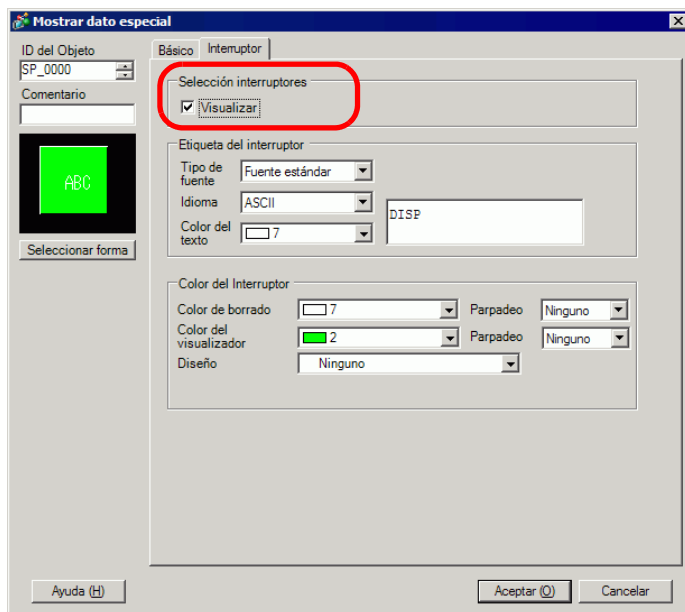 Mostrar dato especial
ID del Objeto
SP_0000
Comentario
ABC
Seleccionar forma
Básico
Interruptor
Selección interruptores
Visualizar
Etiqueta del interruptor
Tipo de fuente
Fuente estándar
Idioma
ASCII
Color del texto
7
DISP
Color del Interruptor
Color de borrado
7
Parpadeo
Ninguno
Color del visualizador
2
Parpadeo
Ninguno
Diseño
Ninguno
Ayuda (H)
Aceptar (O)
Cancelar